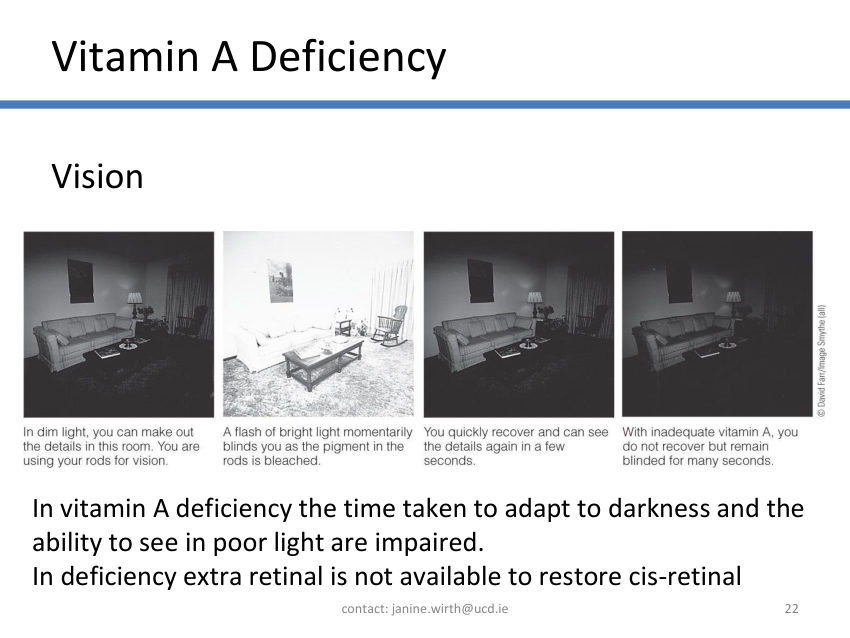 Vitamin A Deficiency
Vision
In dim light, you can make out
the details in this room. You are
using your rods for vision.
A flash of bright light momentarily
blinds you as the pigment in the
rods is bleached.
You quickly recover and can see
the details again in a few
seconds.
With inadequate vitamin A, you
do not recover but remain
blinded for many seconds.
© David Farr/Image Smythe (all)
In vitamin A deficiency the time taken to adapt to darkness and the
ability to see in poor light are impaired.
In deficiency extra retinal is not available to restore cis-retinal
contact: janine.wirth@ucd.ie
22